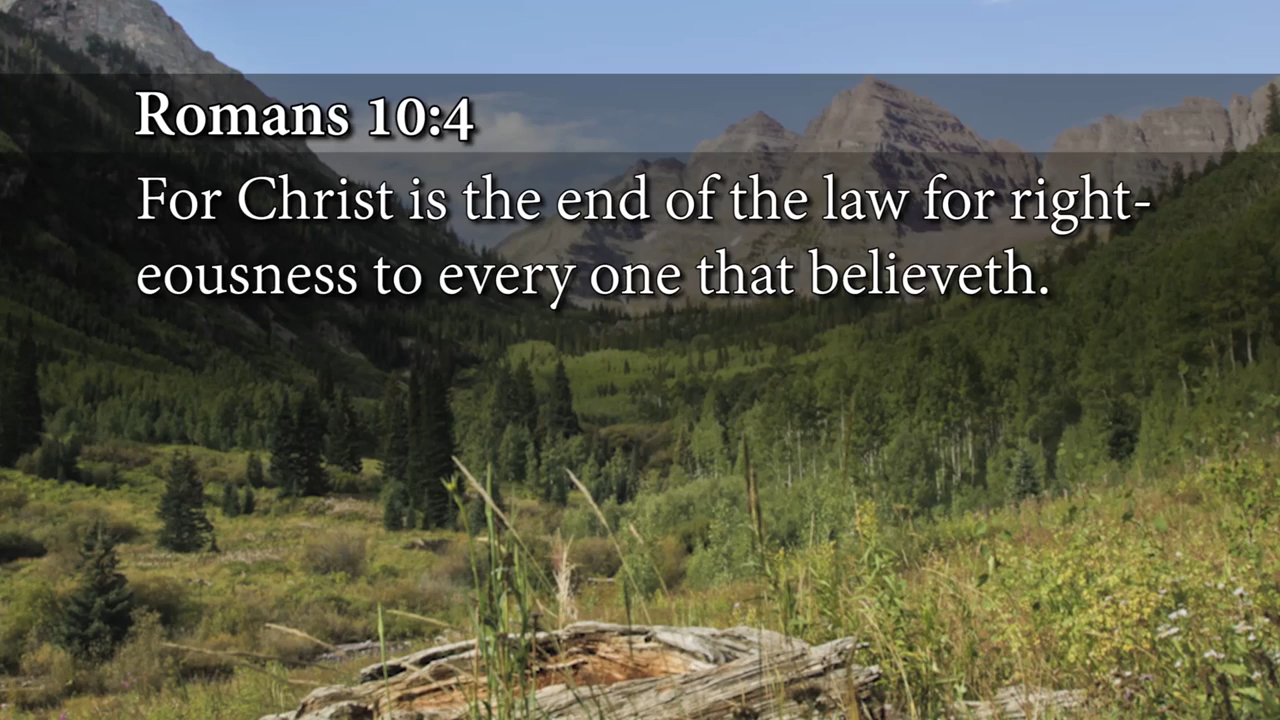 Romans 10:4
For Christ is the end of the law for right-
eousness to every one that believeth.